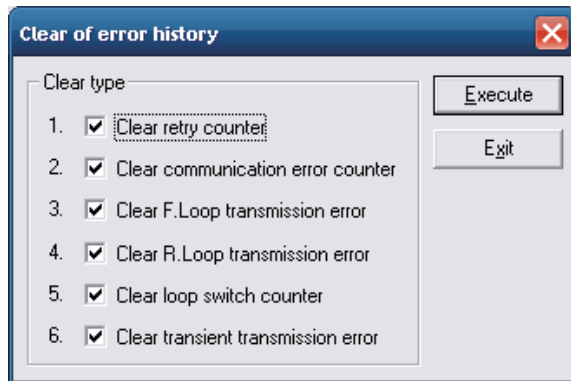 Clear of error history
Clear type
1. Clear retry counter
2. Clear communication error counter
3. Clear F.Loop transmission error
4. Clear R.Loop transmission error
5. Clear loop switch counter
6. Clear transient transmission error
Execute
Exit